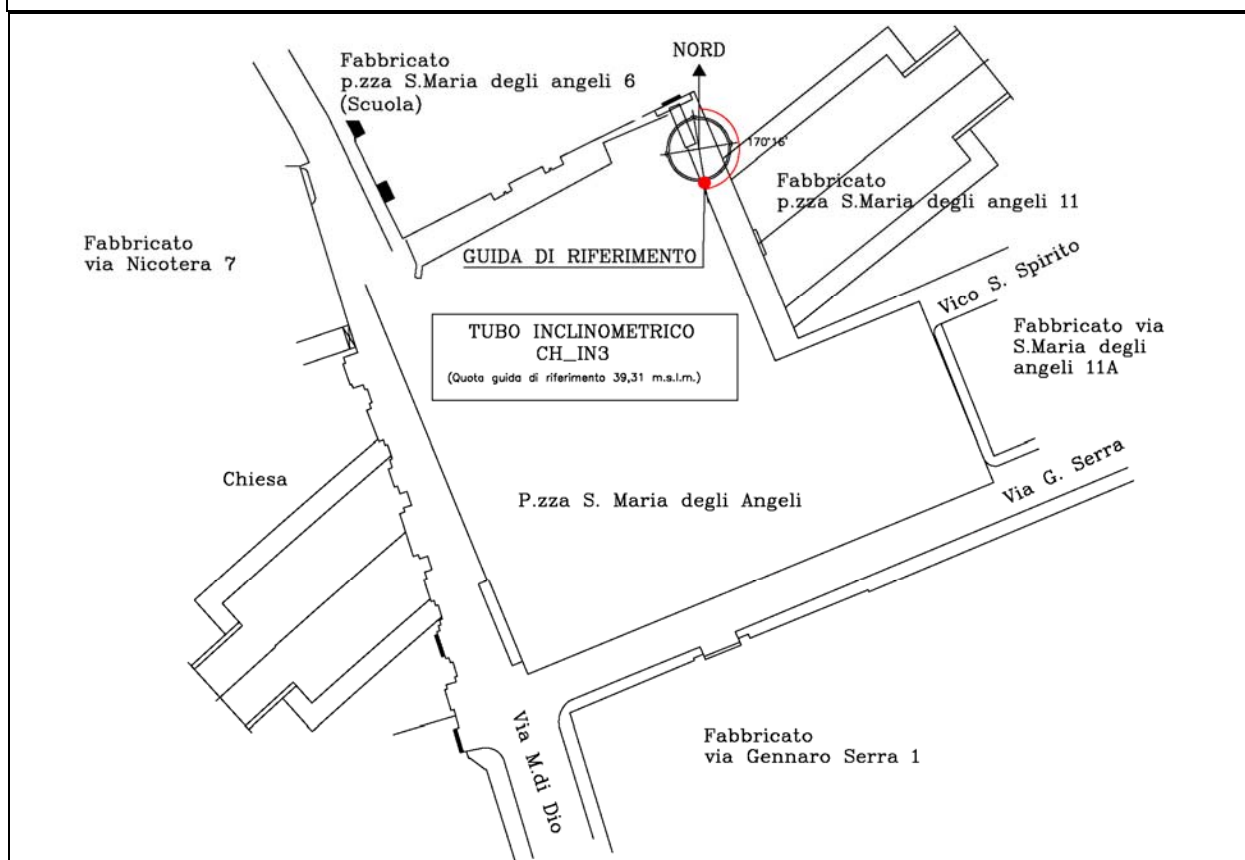 NORD
Fabbricato
p.zza S.Maria degli angeli 6
(Scuola)
170°16'
Fabbricato
p.zza S.Maria degli angeli 11
Fabbricato
via Nicotera 7
GUIDA DI RIFERIMENTO
Vico S. Spirito
TUBO INCLINOMETRICO
CH_IN3
(Quota guida di riferimento 39,31 m.s.l.m.)
Fabbricato via
S.Maria degli
angeli 11A
Chiesa
P.zza S. Maria degli Angeli
Via G. Serra
Via M.di Dio
Fabbricato
via Gennaro Serra 1